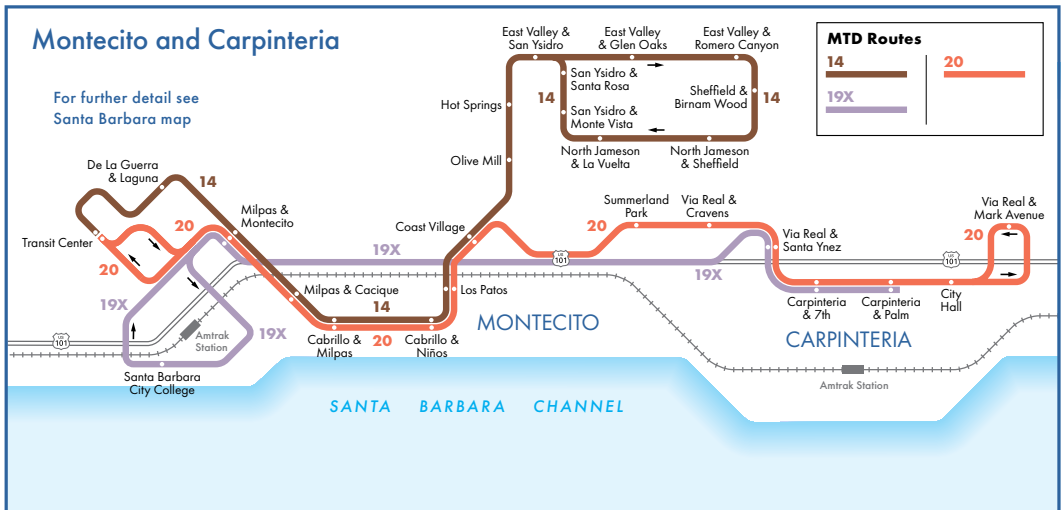 Montecito and Carpinteria
For further detail see
Santa Barbara map
MTD Routes
14
20
19X
East Valley &
San Ysidro
East Valley
& Glen Oaks
East Valley &
Romero Canyon
San Ysidro &
Santa Rosa
Hot Springs
14
Sheffield &
Birnam Wood
14
San Ysidro &
Monte Vista
Olive Mill
North Jameson
& La Vuelta
North Jameson
& Sheffield
De La Guerra
& Laguna
14
Milpas &
Montecito
20
Transit Center
20
Coast Village
Summerland
Park
Via Real &
Cravens
20
Via Real &
Santa Ynez
Via Real &
Mark Avenue
20
19X
US
101
19X
US
101
19X
Milpas & Cacique
Los Patos
14
MONTECITO
Carpinteria
& 7th
Carpinteria
& Palm
City
Hall
US
101
Amtrak
Station
19X
20
Cabrillo &
Milpas
Cabrillo &
Niños
CARPINTERIA
Santa Barbara
City College
Amtrak Station
SANTA BARBARA CHANNEL